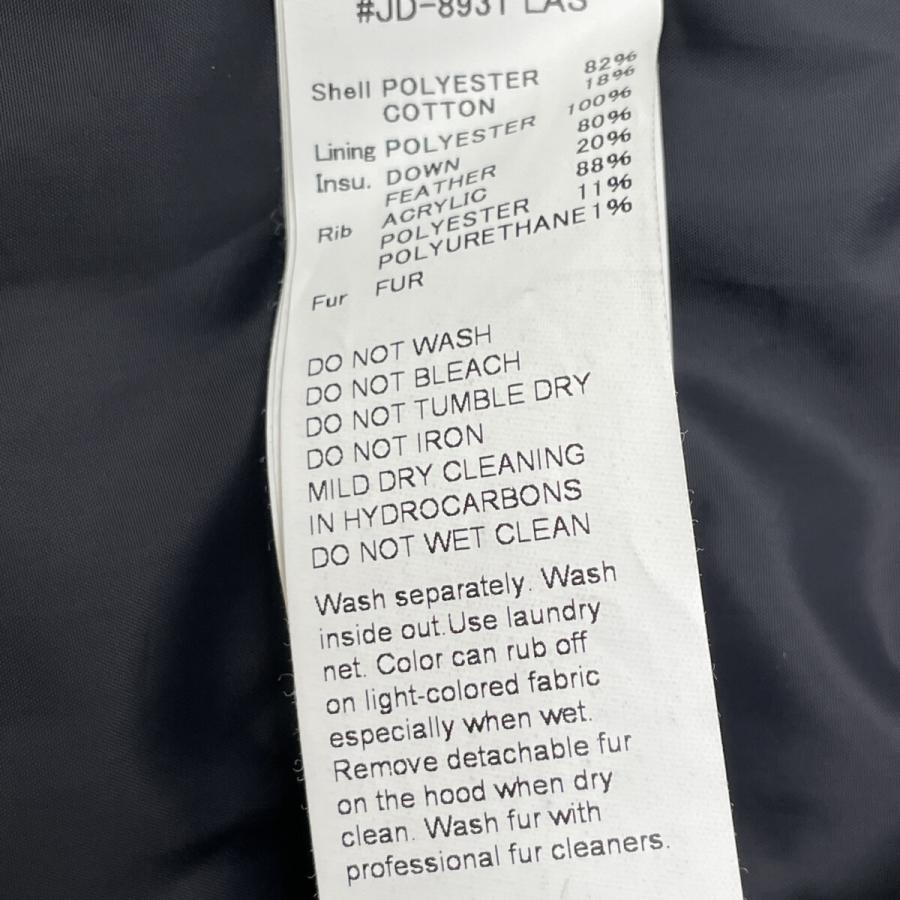 #JD-8931 LAS
Shell POLYESTER 82%
COTTON 18%
Lining POLYESTER 100%
Insu. DOWN 80%
FEATHER 20%
Rib ACRYLIC 88%
POLYESTER 11%
POLYURETHANE 1%
Fur FUR
DO NOT WASH
DO NOT BLEACH
DO NOT TUMBLE DRY
DO NOT IRON
MILD DRY CLEANING
IN HYDROCARBONS
DO NOT WET CLEAN
Wash separately. Wash
inside out.Use laundry
net. Color can rub off
on light-colored fabric
especially when wet.
Remove detachable fur
on the hood when dry
clean. Wash fur with
professional fur cleaners.